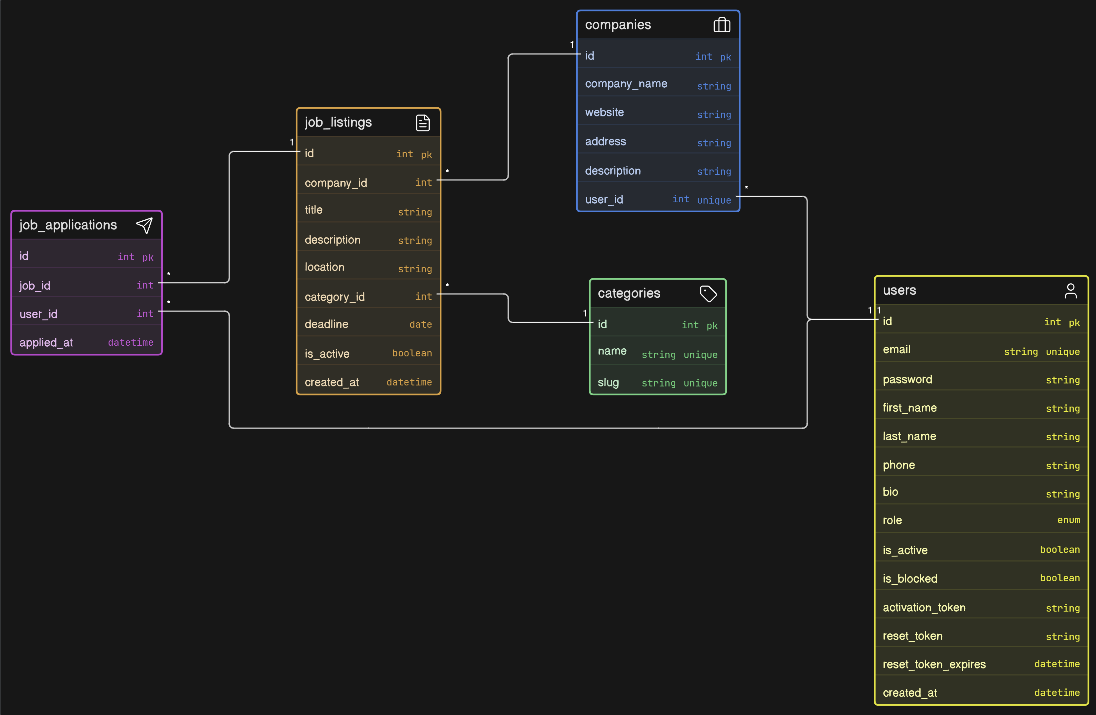 companies
1
id int pk
company_name string
website string
address string
description string
user_id int unique
*
job_listings
1
id int pk
company_id int
*
title string
description string
location string
category_id int
*
deadline date
is_active boolean
created_at datetime
job_applications
id int pk
job_id int
*
user_id int
*
applied_at datetime
categories
1
id int pk
name string unique
slug string unique
users
1 1
id int pk
email string unique
password string
first_name string
last_name string
phone string
bio string
role enum
is_active boolean
is_blocked boolean
activation_token string
reset_token string
reset_token_expires datetime
created_at datetime